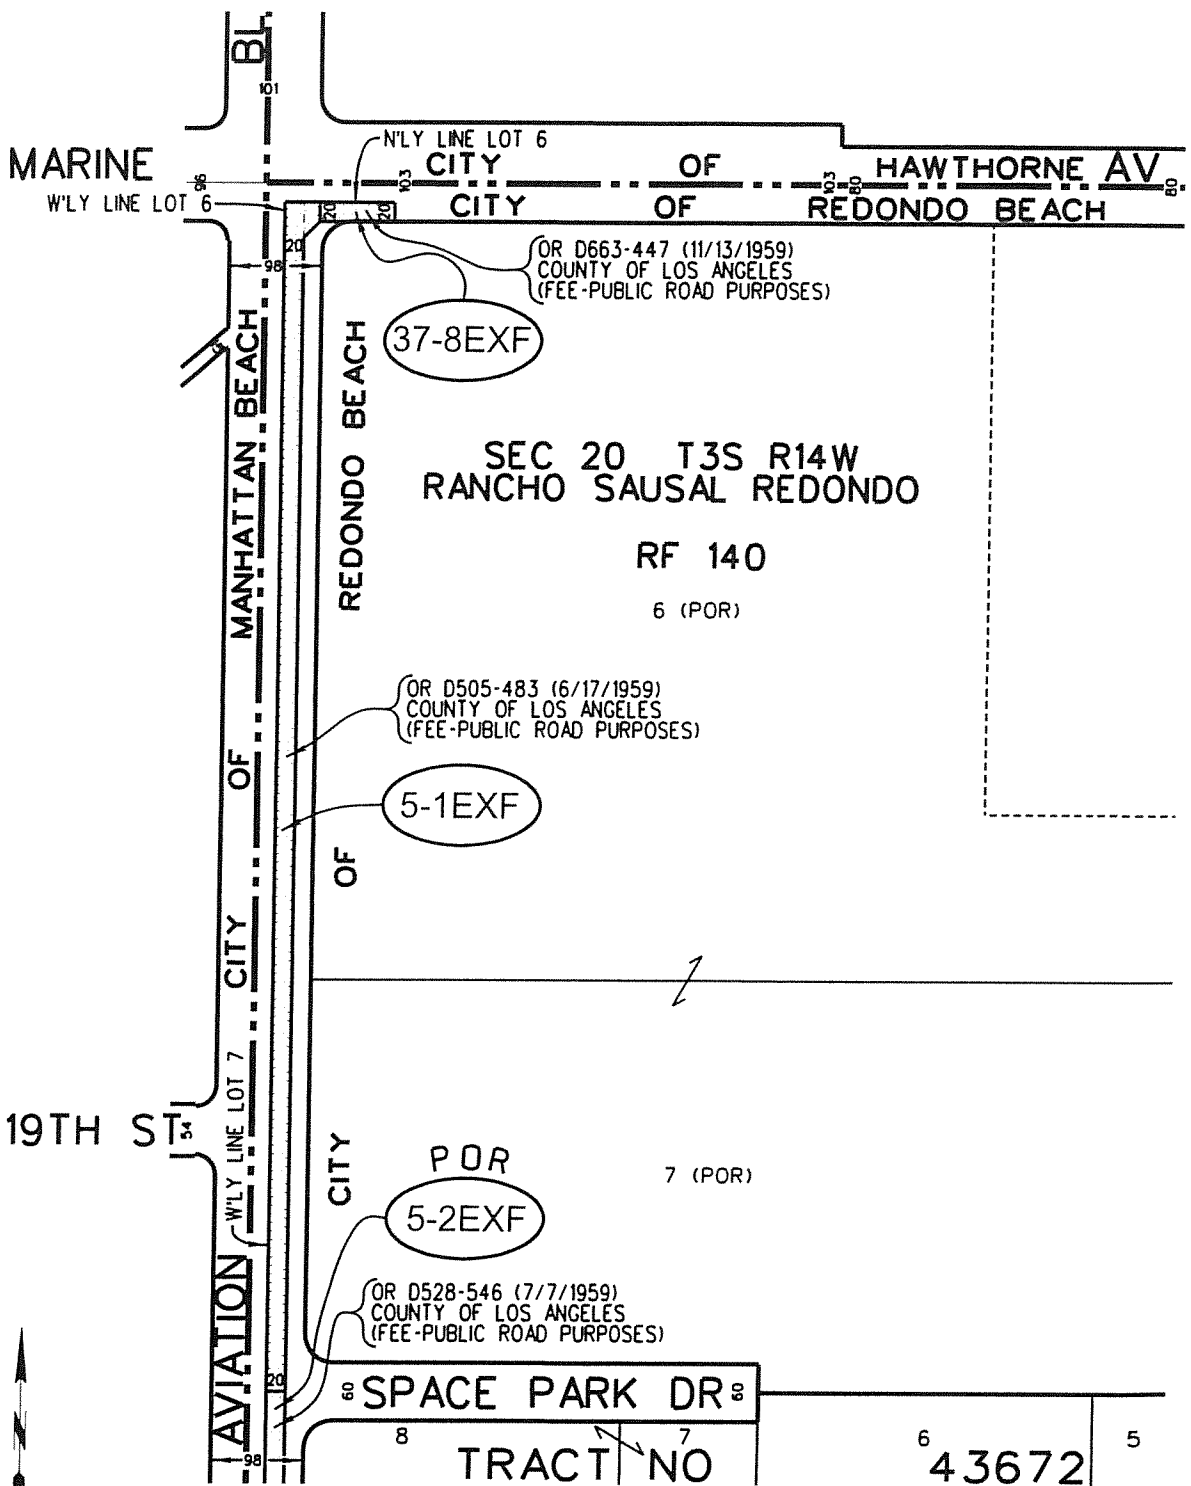 BL
101
N'LY LINE LOT 6
MARINE
CITY OF HAWTHORNE AV
96
103
103
80
80
W'LY LINE LOT 6
20
20
CITY OF REDONDO BEACH
20
98
OR D663-447 (11/13/1959)
COUNTY OF LOS ANGELES
(FEE-PUBLIC ROAD PURPOSES)
37-8EXF
CITY OF MANHATTAN BEACH
CITY OF REDONDO BEACH
SEC 20 T3S R14W
RANCHO SAUSAL REDONDO
RF 140
6 (POR)
OR D505-483 (6/17/1959)
COUNTY OF LOS ANGELES
(FEE-PUBLIC ROAD PURPOSES)
5-1EXF
W'LY LINE LOT 7
19TH ST
54
POR
5-2EXF
7 (POR)
OR D528-546 (7/7/1959)
COUNTY OF LOS ANGELES
(FEE-PUBLIC ROAD PURPOSES)
AVIATION
20
60
SPACE PARK DR
60
98
8
7
6
5
TRACT NO 43672
N